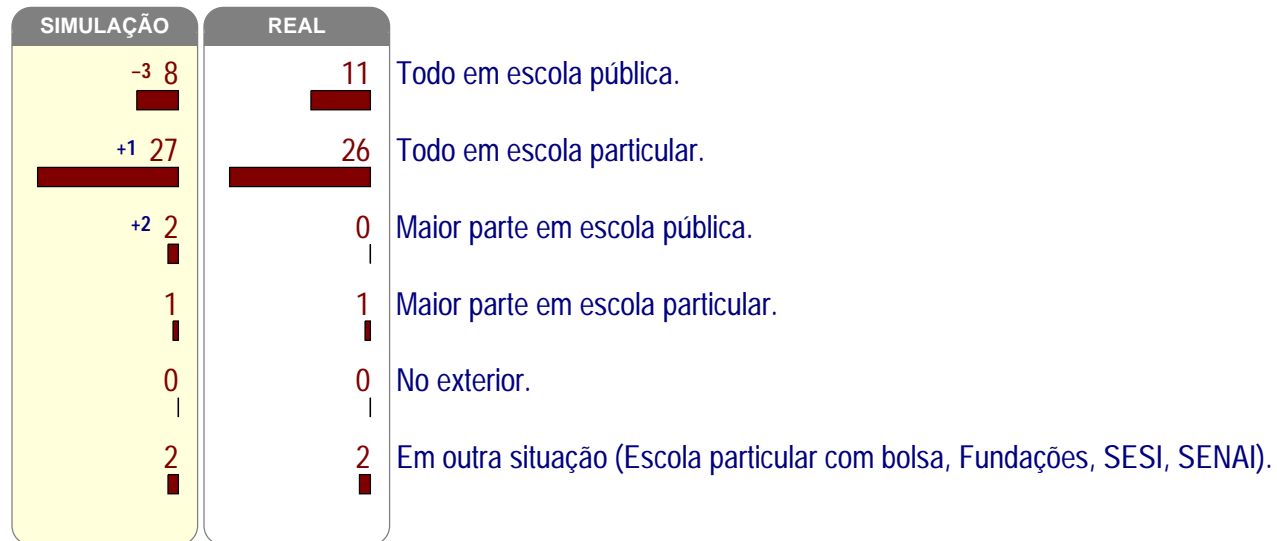 SIMULAÇÃO REAL
−3 8 11 Todo em escola pública.
+1 27 26 Todo em escola particular.
+2 2 0 Maior parte em escola pública.
1 1 Maior parte em escola particular.
0 0 No exterior.
2 2 Em outra situação (Escola particular com bolsa, Fundações, SESI, SENAI).